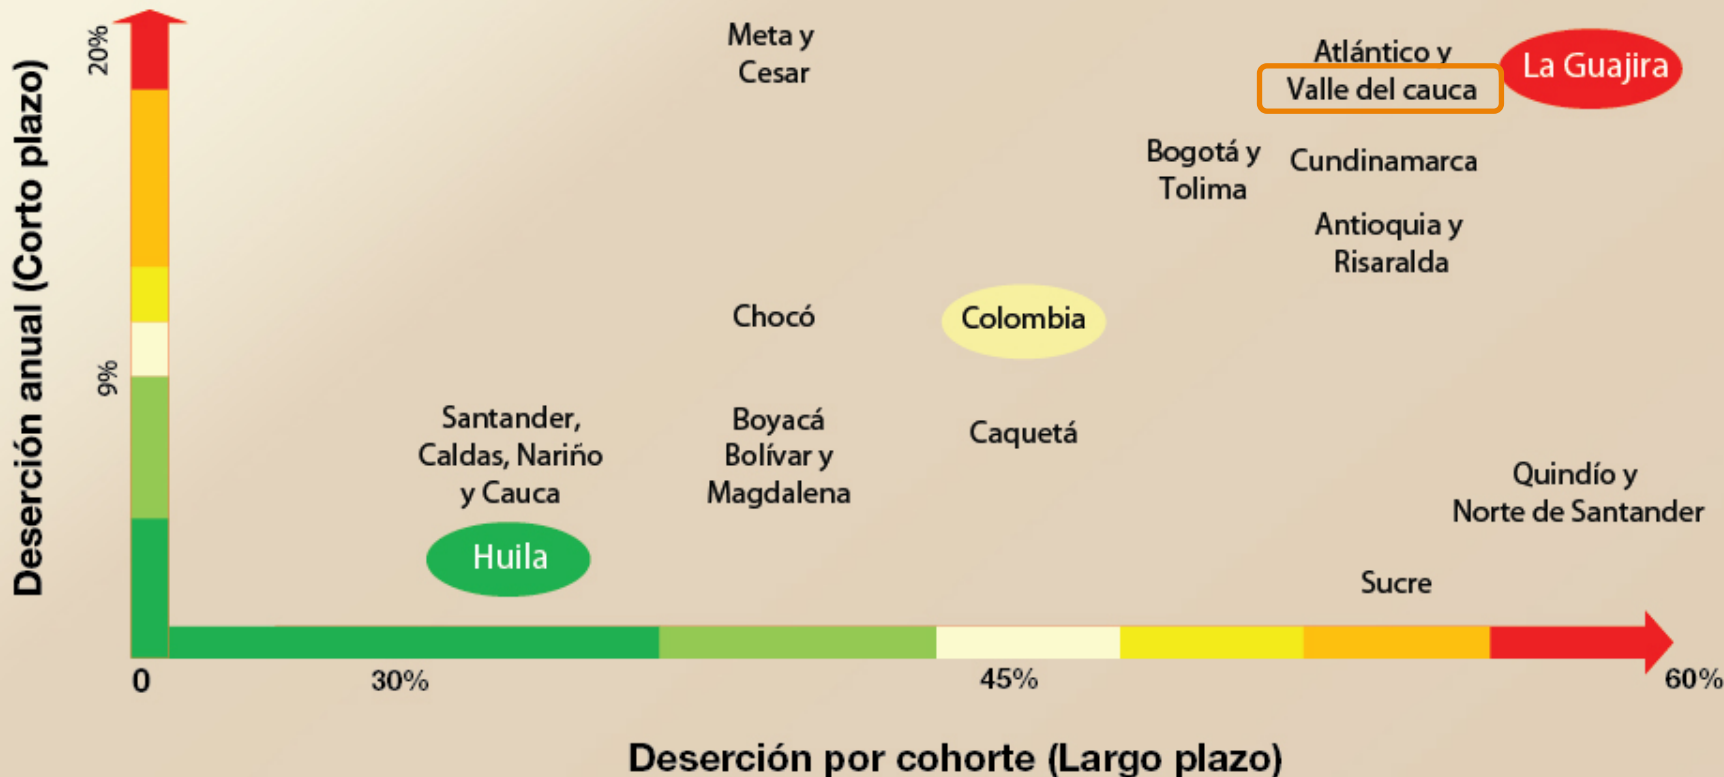 20%
9%
Deserción anual (Corto plazo)
Meta y
Cesar
Atlántico y
Valle del cauca
La Guajira
Bogotá y
Tolima
Cundinamarca
Antioquia y
Risaralda
Chocó
Colombia
Santander,
Caldas, Nariño
y Cauca
Boyacá
Bolívar y
Magdalena
Caquetá
Quindío y
Norte de Santander
Huila
Sucre
0
30%
45%
60%
Deserción por cohorte (Largo plazo)